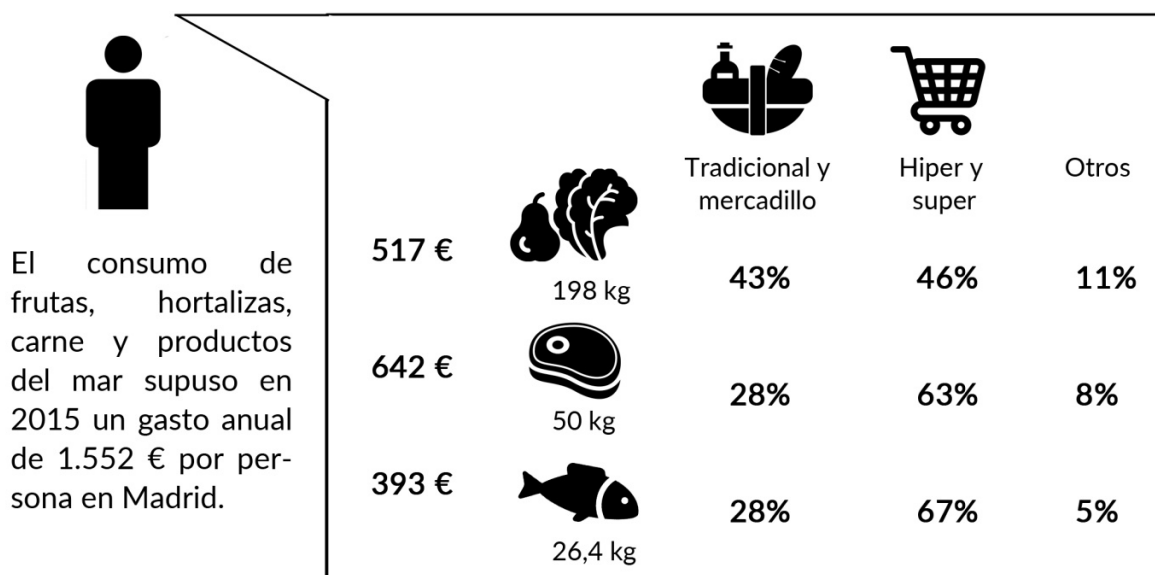 El consumo de
frutas, hortalizas,
carne y productos
del mar supuso en
2015 un gasto anual
de 1.552 € por per-
sona en Madrid.
Tradicional y
mercadillo
Hiper y
super
Otros
517 €
198 kg
43%
46%
11%
642 €
50 kg
28%
63%
8%
393 €
26,4 kg
28%
67%
5%